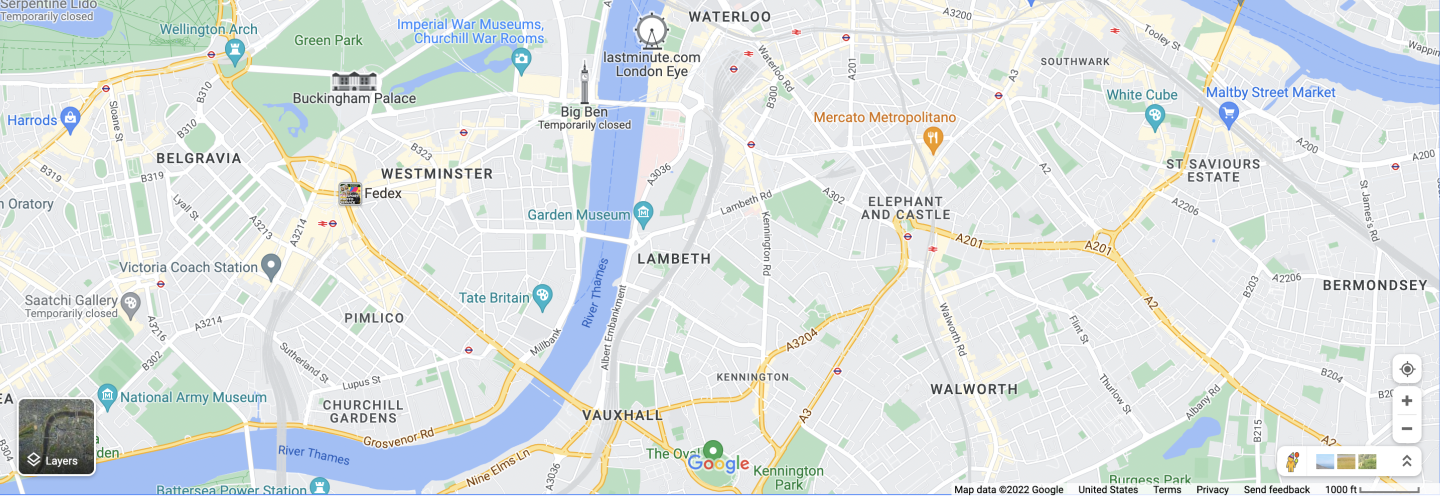 Serpentine Lido
Temporarily closed
Wellington Arch
Green Park
Imperial War Museums,
Churchill War Rooms
WATERLOO
lastminute.com
London Eye
A3200
Tooley St
Wappin
SOUTHWARK
Waterloo Rd
A201
A3
B300
Buckingham Palace
Big Ben
Temporarily closed
White Cube
Maltby Street Market
Harrods
Sloane St
B310
B310
Mercato Metropolitano
BELGRAVIA
B323
WESTMINSTER
B319
B319
A3036
A2
A200
ST SAVIOURS
ESTATE
Fedex
Oratory
Lyall St
A3213
A3214
Garden Museum
Lambeth Rd
A302
Kennington Rd
ELEPHANT
AND CASTLE
A2206
St James's Rd
A201
A201
Victoria Coach Station
LAMBETH
River Thames
Albert Embankment
A2206
B203
BERMONDSEY
Saatchi Gallery
Temporarily closed
Tate Britain
A3216
A3214
PIMLICO
Millbank
A3204
Walworth Rd
Flint St
A2
B302
Sutherland St
Lupus St
KENNINGTON
WALWORTH
Thurlow St
Albany Rd
B204
B204
National Army Museum
CHURCHILL
GARDENS
Grosvenor Rd
VAUXHALL
A3
B215
A2
EA
B304
den
Layers
River Thames
Nine Elms Ln
A3036
The Oval
Google
Kennington
Park
Burgess Park
Battersea Power Station
Map data ©2022 Google United States Terms Privacy Send feedback 1000 ft